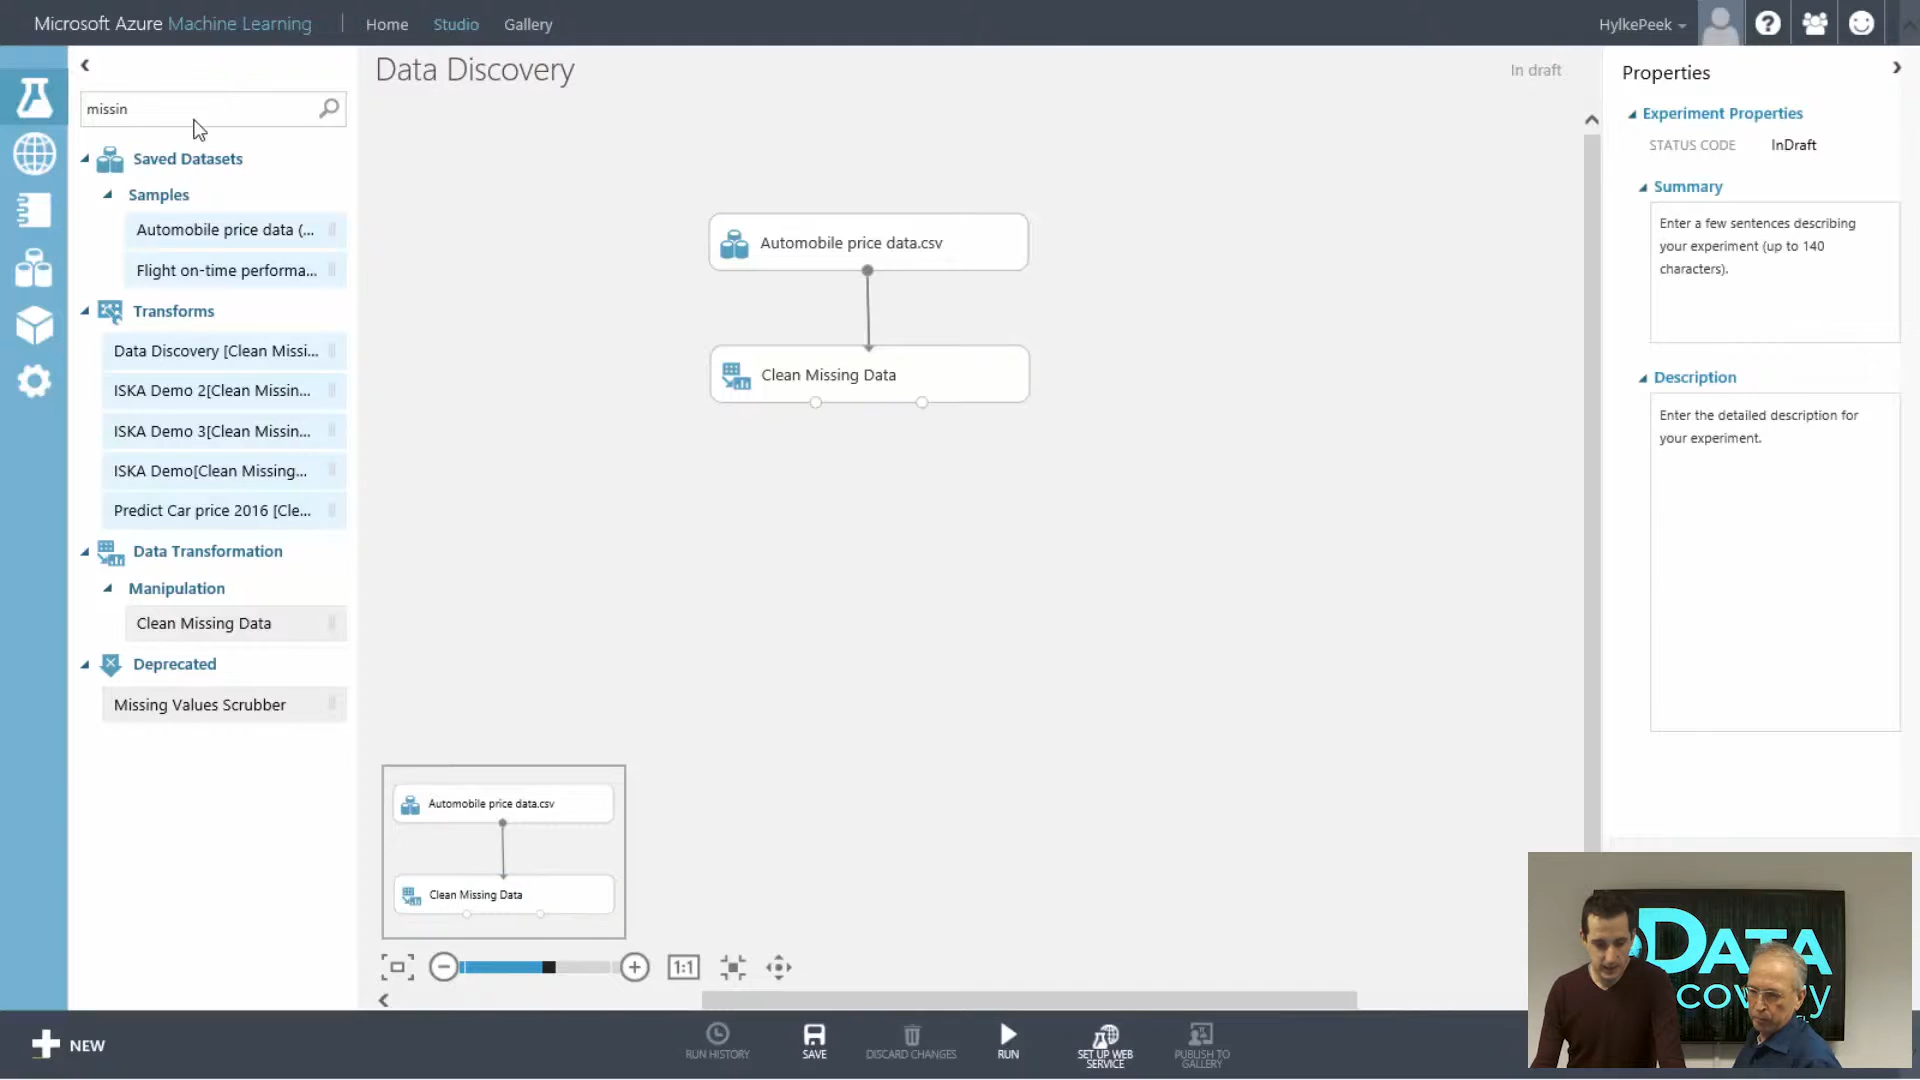 Microsoft Azure Machine Learning
Home
Studio
Gallery
HylkePeek
missin
Saved Datasets
Samples
Automobile price data (...
Flight on-time performa...
Transforms
Data Discovery [Clean Missi...
ISKA Demo 2[Clean Missin...
ISKA Demo 3[Clean Missin...
ISKA Demo[Clean Missing...
Predict Car price 2016 [Cle...
Data Transformation
Manipulation
Clean Missing Data
Deprecated
Missing Values Scrubber
Data Discovery
In draft
Automobile price data.csv
Clean Missing Data
Automobile price data.csv
Clean Missing Data
1:1
Properties
Experiment Properties
STATUS CODE InDraft
Summary
Enter a few sentences describing
your experiment (up to 140
characters).
Description
Enter the detailed description for
your experiment.
DATA
NEW
RUN HISTORY
SAVE
DISCARD CHANGES
RUN
SET UP WEB
SERVICE
PUBLISH TO
GALLERY